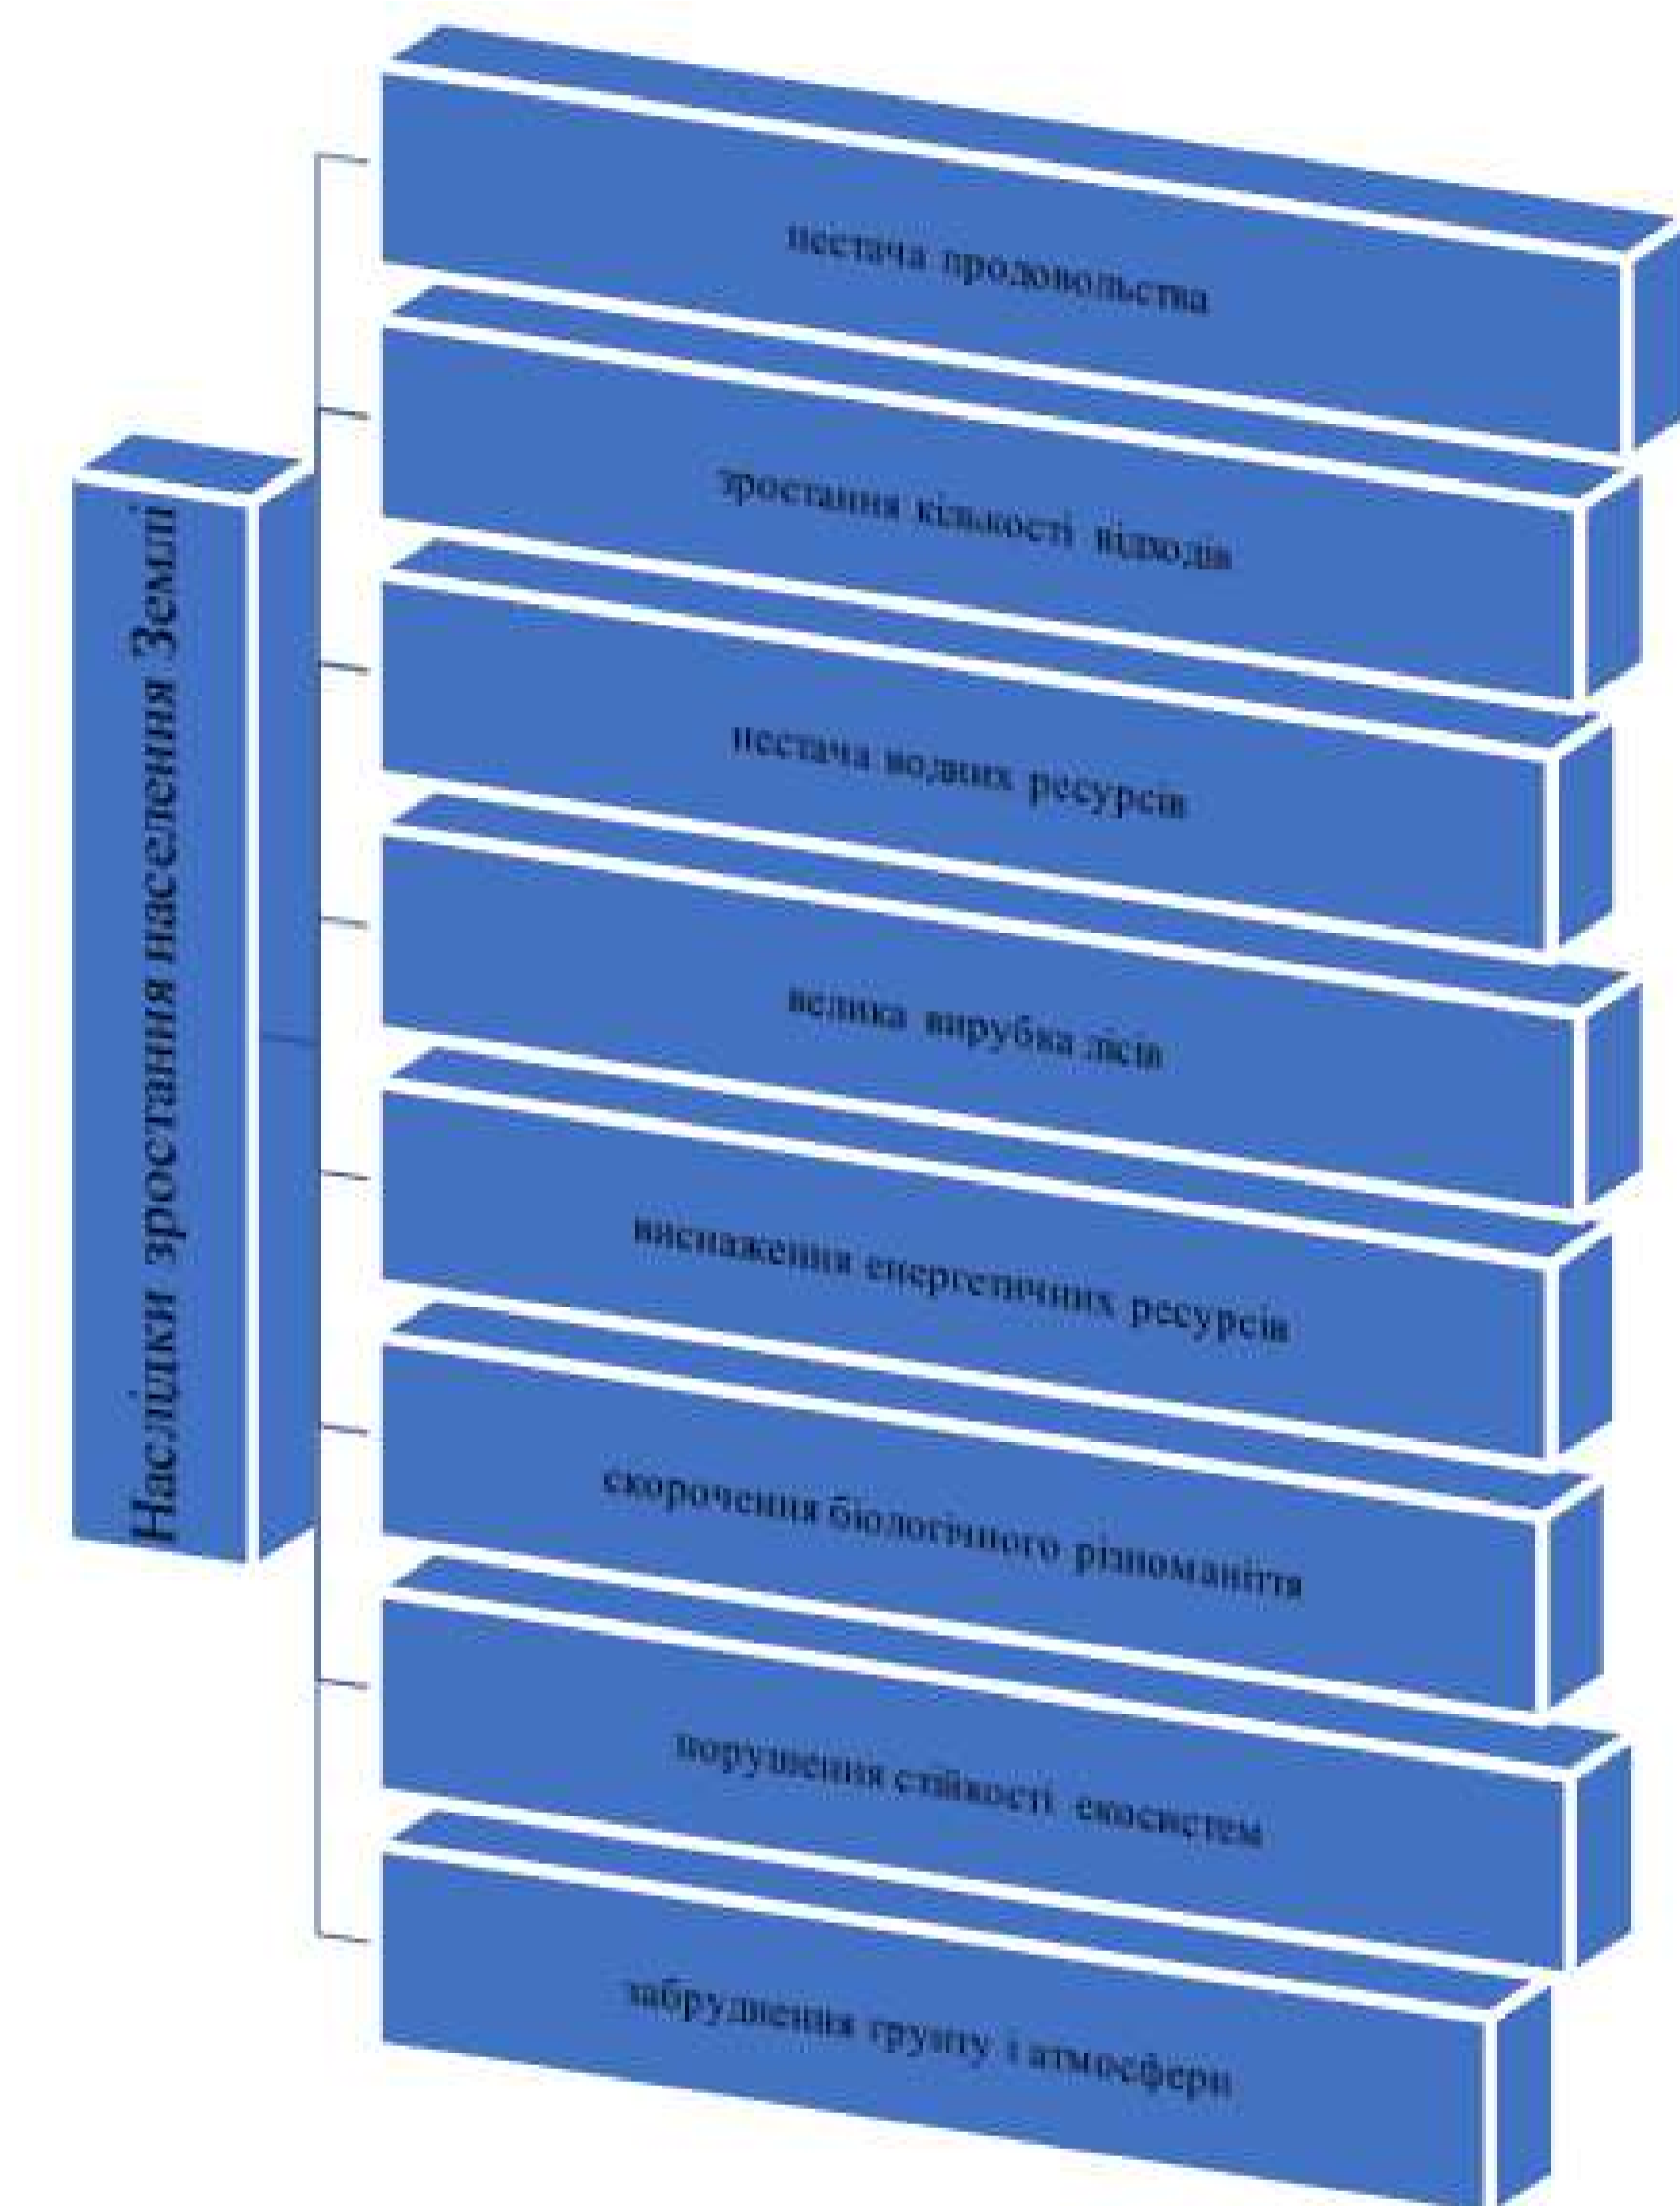 Наслідки зростання населення Землі
нестача продовольства
зростання кількості відходів
нестача водних ресурсів
велика вирубка лісів
виснаження енергетичних ресурсів
скорочення біологічного різноманіття
порушення стійкості екосистем
забруднення грунту і атмосфери